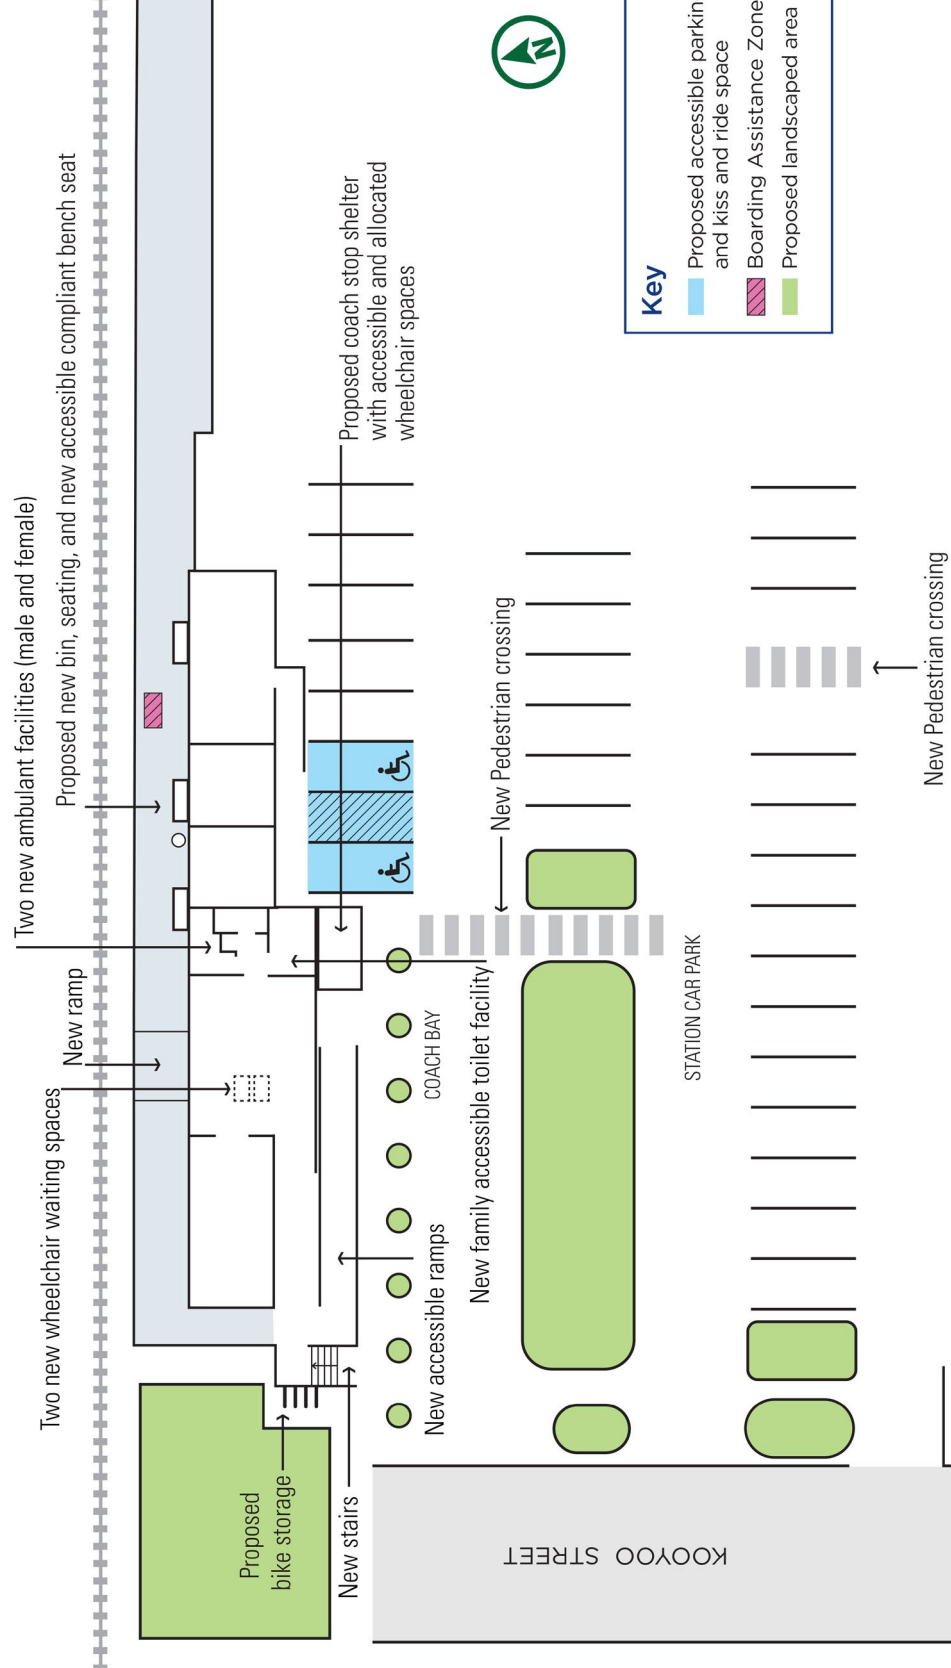 Two new ambulant facilities (male and female)
Proposed new bin, seating, and new accessible compliant bench seat
New ramp
Two new wheelchair waiting spaces
Proposed coach stop shelter
with accessible and allocated
wheelchair spaces
N
Key
Proposed accessible parkin
and kiss and ride space
Boarding Assistance Zone
Proposed landscaped area
New Pedestrian crossing
New Pedestrian crossing
STATION CAR PARK
COACH BAY
New family accessible toilet facility
New accessible ramps
Proposed
bike storage
New stairs
KOOYOO STREET